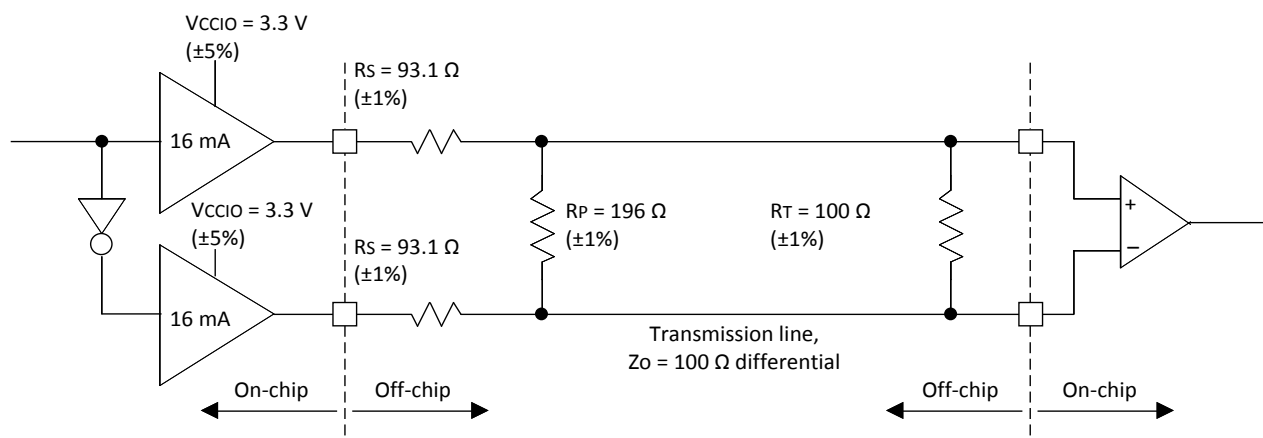 VCCIO = 3.3 V
(±5%)
RS = 93.1 Ω
(±1%)
16 mA
VCCIO = 3.3 V
(±5%)
RS = 93.1 Ω
(±1%)
16 mA
RP = 196 Ω
(±1%)
RT = 100 Ω
(±1%)
+
−
Transmission line,
Zo = 100 Ω differential
On-chip
Off-chip
Off-chip
On-chip